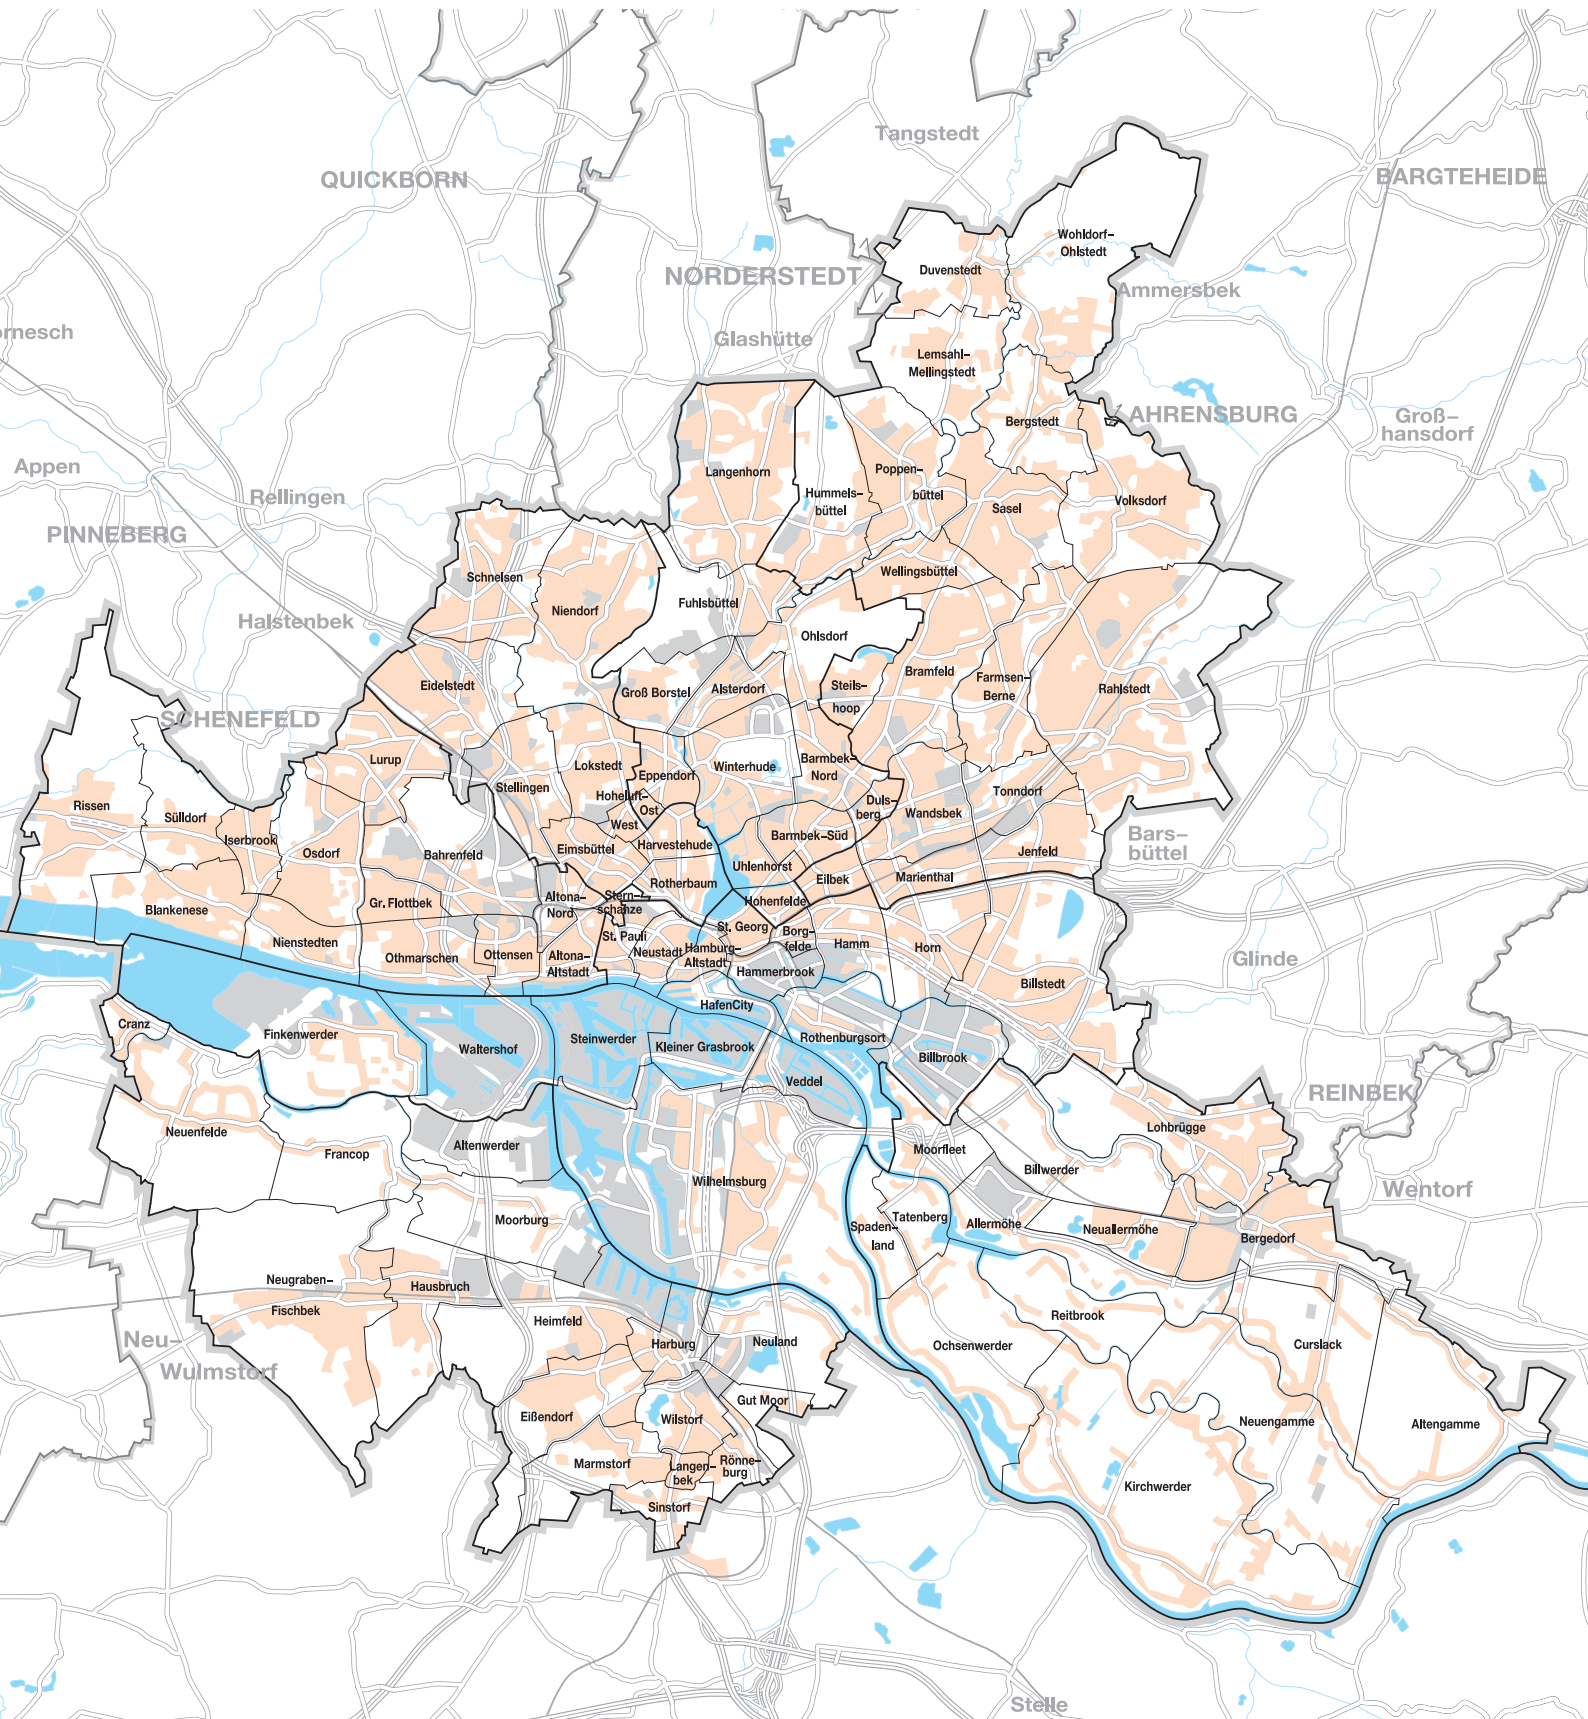 Tangstedt
QUICKBORN
BARGTEHEIDE
Wohldorf–
Ohlstedt
NORDERSTEDT
Duvenstedt
Ammersbek
ornesch
Glashütte
Lemsahl–
Mellingstedt
AHRENSBURG
Groß–
hansdorf
Bergstedt
Appen
Langenhorn
Poppen–
büttel
Rellingen
Hummels–
büttel
Sasel
Volksdorf
PINNEBERG
Schnelsen
Wellingsbüttel
Niendorf
Fuhlsbüttel
Halstenbek
Ohlsdorf
Eidelstedt
Groß Borstel
Alsterdorf
Steils–
hoop
Bramfeld
Farmsen–
Berne
Rahlstedt
SCHENEFELD
Lurup
Lokstedt
Eppendorf
Winterhude
Barmbek–
Nord
Stellingen
Hoheluft–
Ost
West
Duls–
berg
Wandsbek
Tonndorf
Rissen
Sülldorf
Iserbrook
Osdorf
Bahrenfeld
Eimsbüttel
Harvestehude
Barmbek–Süd
Jenfeld
Bars–
büttel
Uhlenhorst
Eilbek
Marienthal
Rotherbaum
Blankenese
Gr. Flottbek
Altona–
Nord
Stern–
schanze
Hohenfelde
Nienstedten
Othmarschen
Ottensen
Altona–
Altstadt
St. Pauli
Neustadt
Hamburg–
Altstadt
St. Georg
Borg–
felde
Hamm
Horn
Glinde
Hammerbrook
Billstedt
HafenCity
Cranz
Finkenwerder
Waltershof
Steinwerder
Kleiner Grasbrook
Rothenburgsort
Billbrook
Veddel
REINBEK
Neuenfelde
Francop
Altenwerder
Moorfleet
Lohbrügge
Billwerder
Wilhelmsburg
Wentorf
Moorburg
Spaden–
land
Tatenberg
Allermöhe
Neuallermöhe
Bergedorf
Neugraben–
Fischbek
Hausbruch
Heimfeld
Reitbrook
Neu–
Wulmstorf
Harburg
Neuland
Ochsenwerder
Curslack
Gut Moor
Eißendorf
Wilstorf
Neuengamme
Altengamme
Marmstorf
Langen–
bek
Rönne–
burg
Kirchwerder
Sinstorf
Stelle